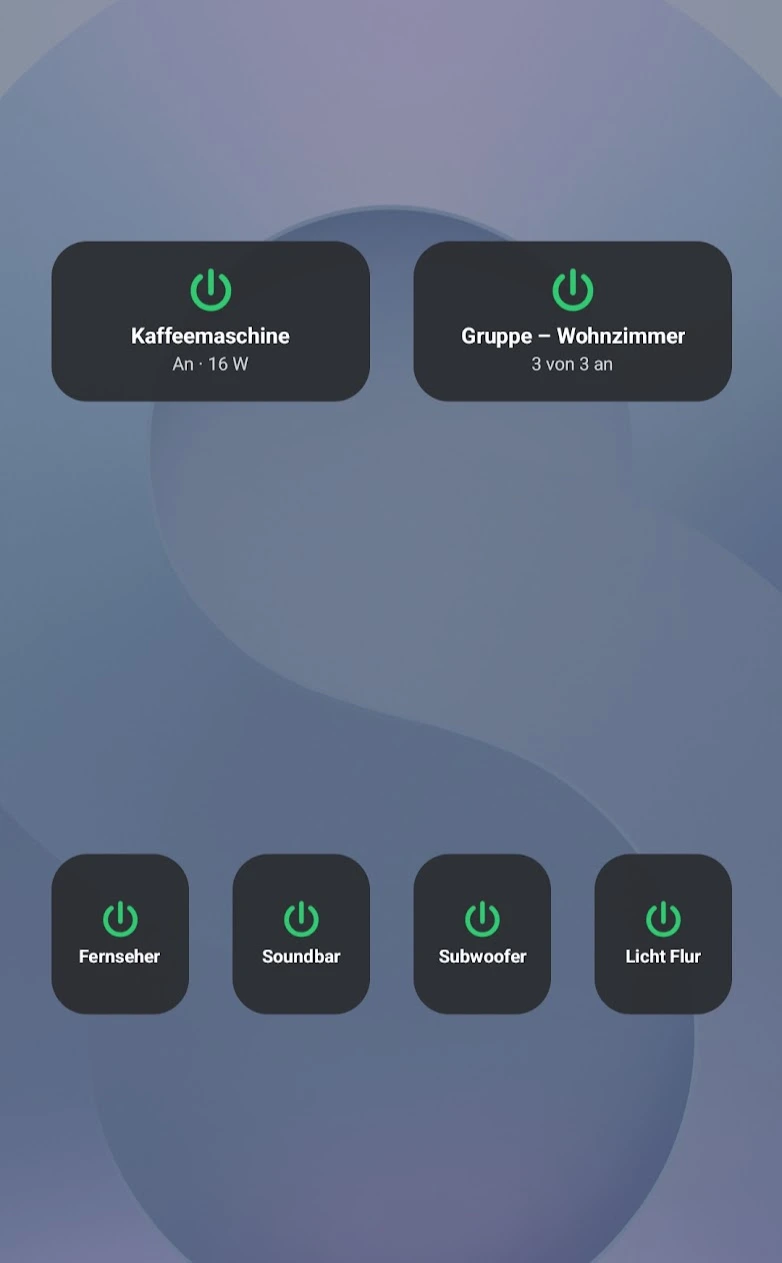 Kaffeemaschine
An · 16 W
Gruppe – Wohnzimmer
3 von 3 an
Fernseher
Soundbar
Subwoofer
Licht Flur